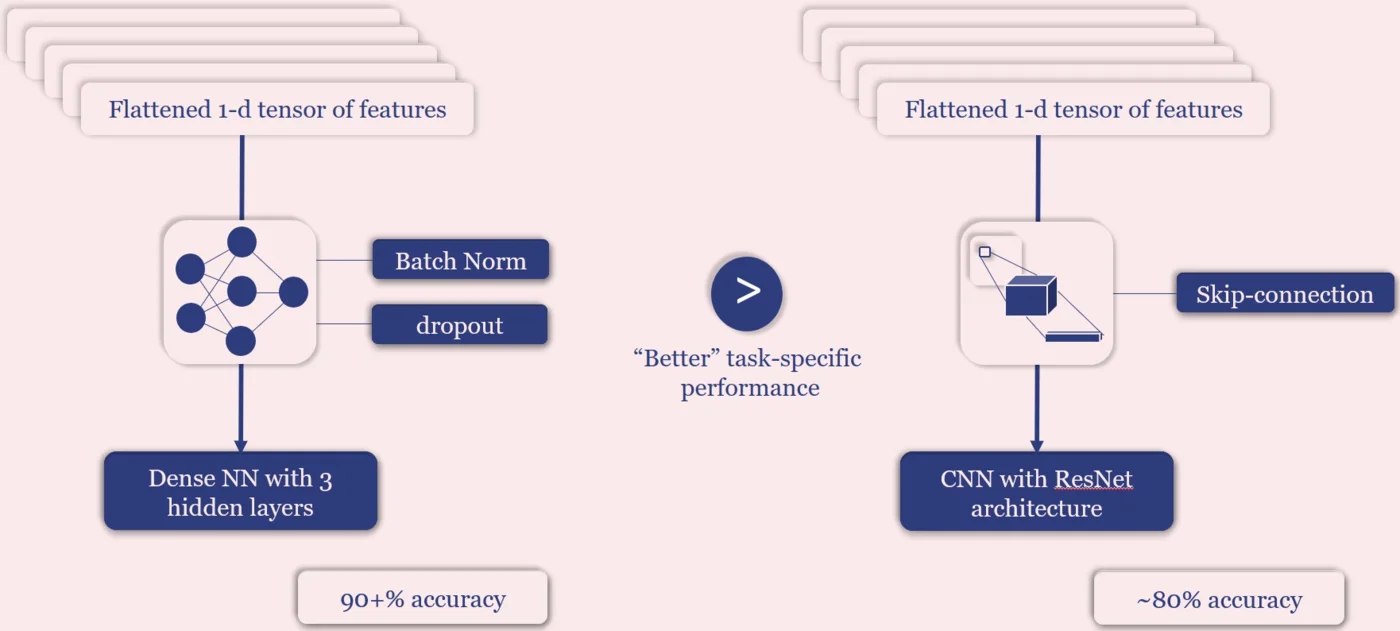 Flattened 1-d tensor of features
Batch Norm
dropout
Dense NN with 3
hidden layers
90+% accuracy
>
“Better” task-specific
performance
Flattened 1-d tensor of features
Skip-connection
CNN with ResNet
architecture
~80% accuracy